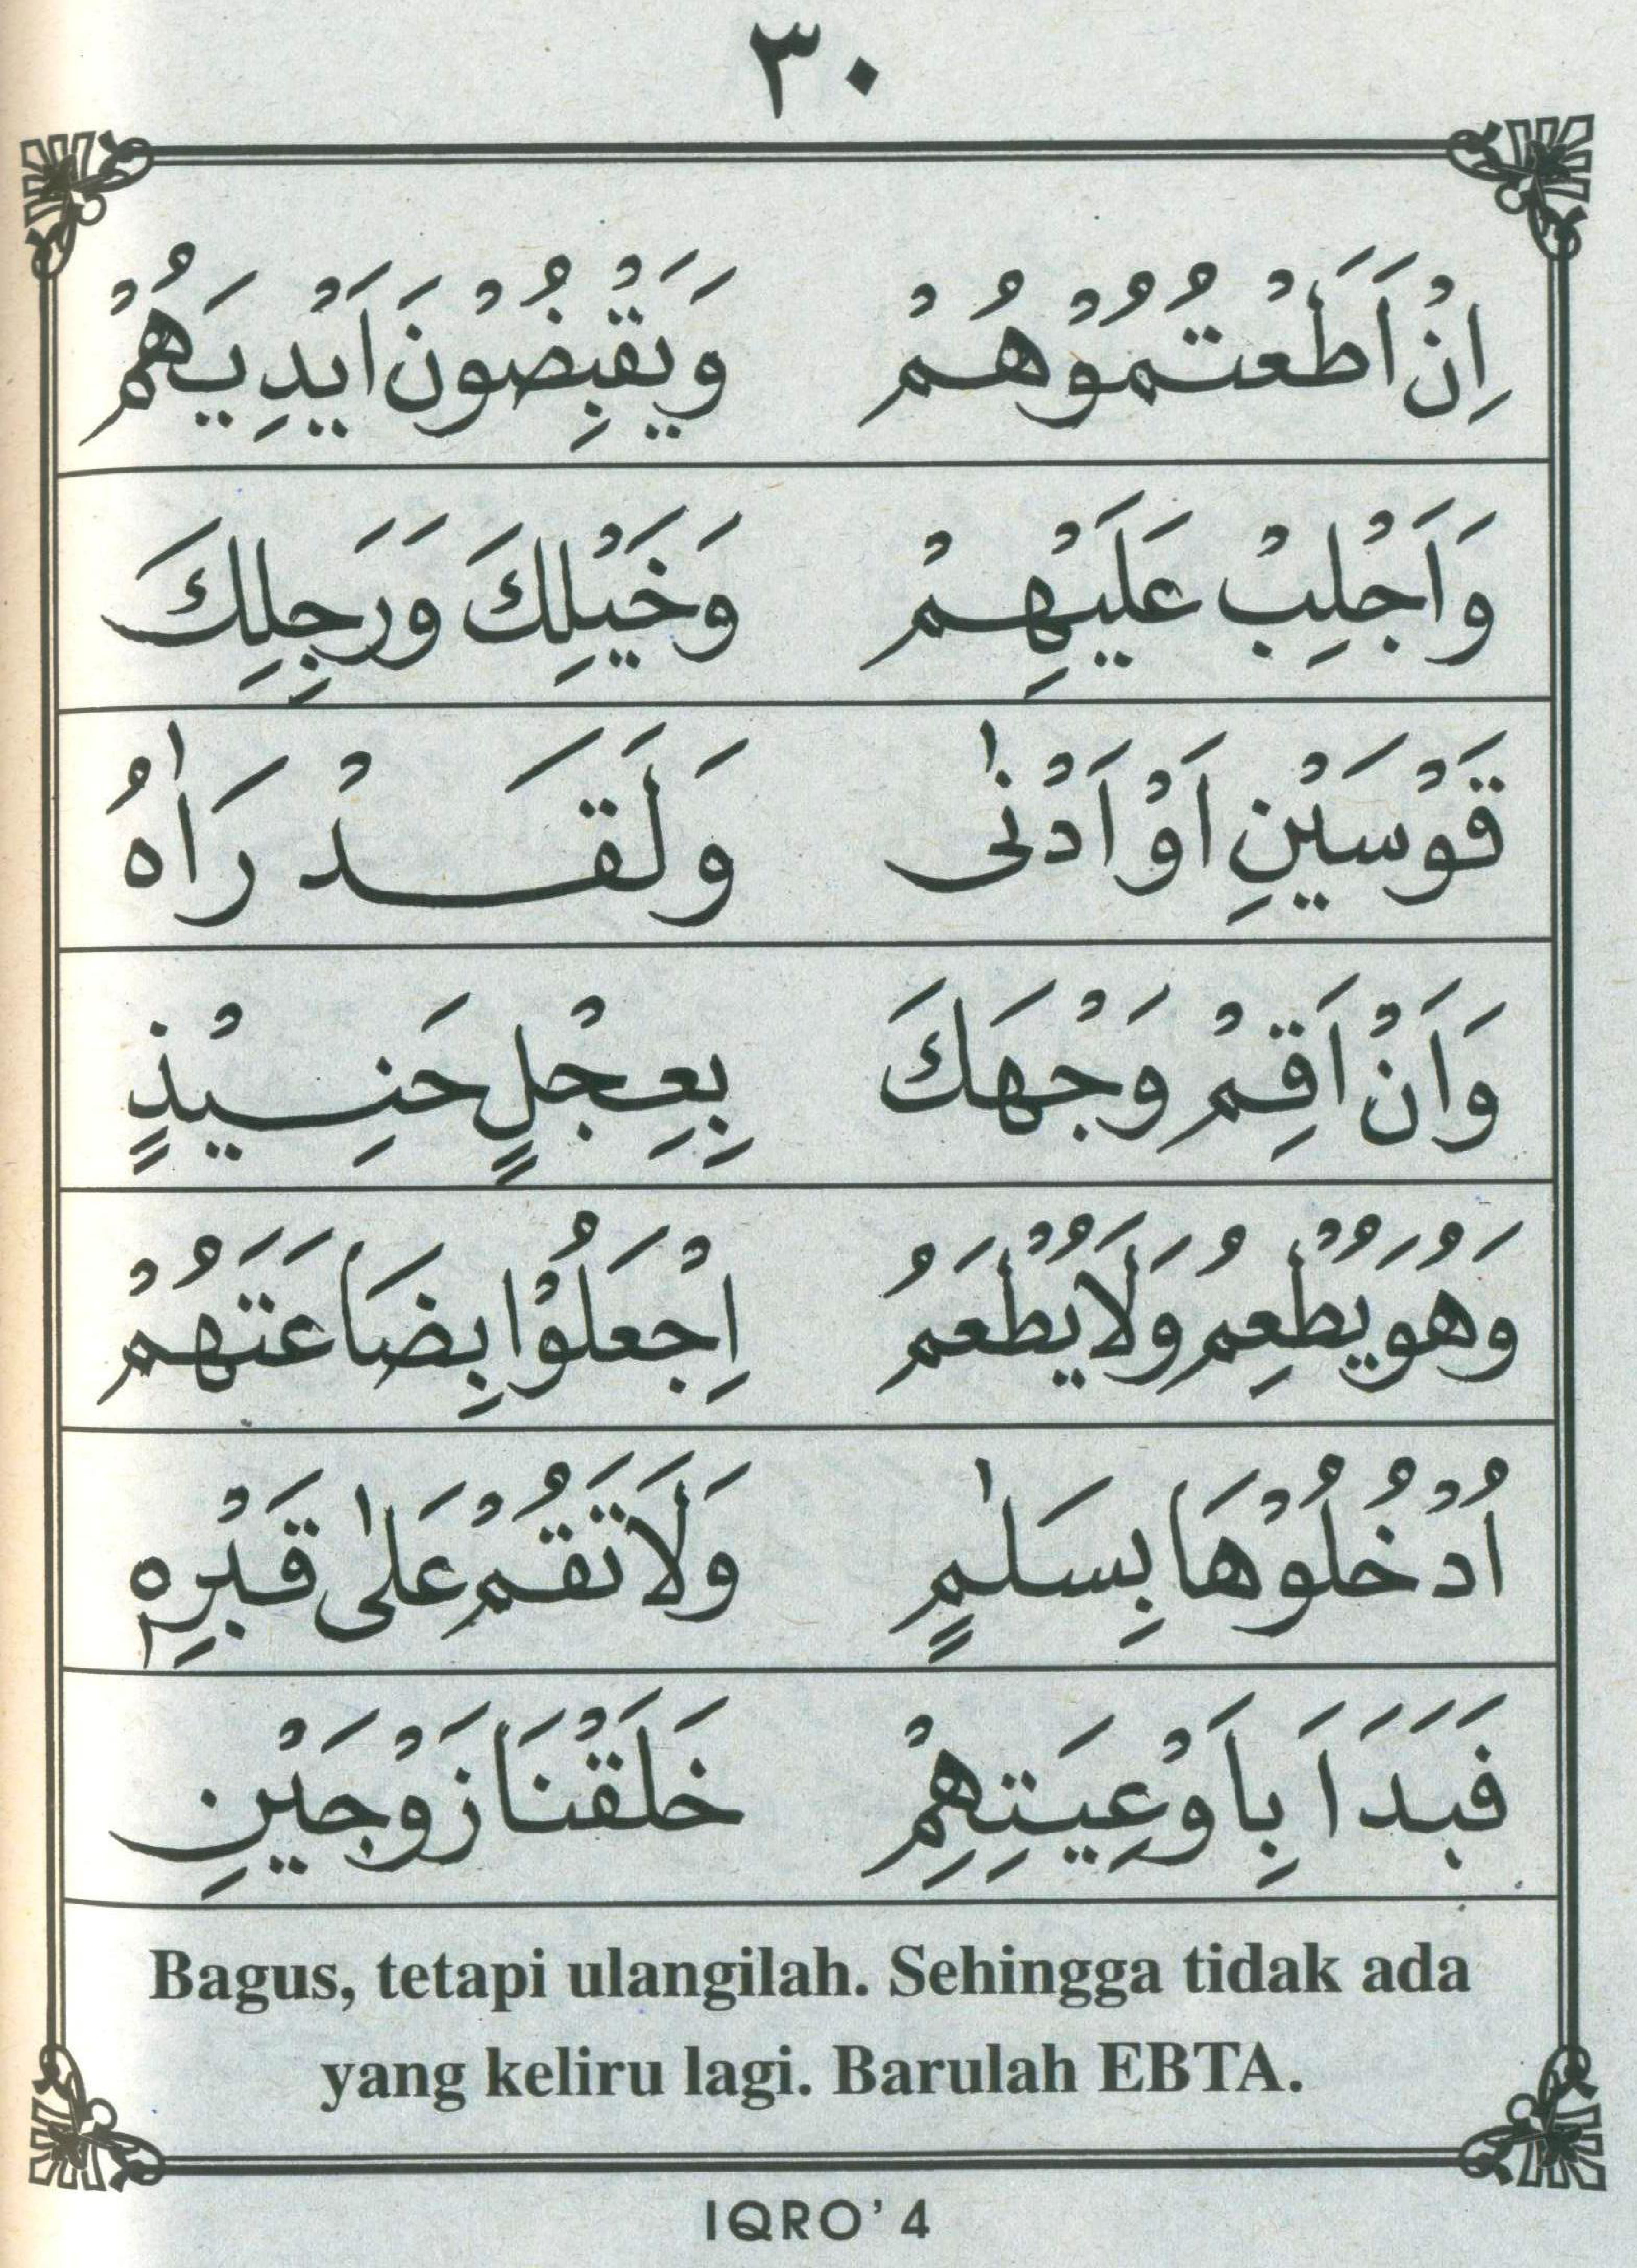 ٣٠
اِنْ اَطَعْتُمُوْهُمْ وَيَقْبِضُوْنَ اَيْدِيَهُمْ
وَاَجْلِبْ عَلَيْهِمْ وَخَيْلِكَ وَرَجِلِكَ
قَوْسَيْنِ اَوْ اَدْنٰى وَلَقَدْ رَاٰهُ
وَاَنْ اَقِمْ وَجْهَكَ بِعِجْلٍ حَنِيْذٍ
وَهُوَ يُطْعِمُ وَلَا يُطْعَمُ اِجْعَلُوْا بِضَاعَتَهُمْ
اُدْخُلُوْهَا بِسَلٰمٍ وَلَا تَقُمْ عَلٰى قَبْرِهٖ
فَبَدَاَ بِاَوْعِيَتِهِمْ خَلَقْنَا زَوْجَيْنِ
Bagus, tetapi ulangilah. Sehingga tidak ada
yang keliru lagi. Barulah EBTA.
IQRO' 4